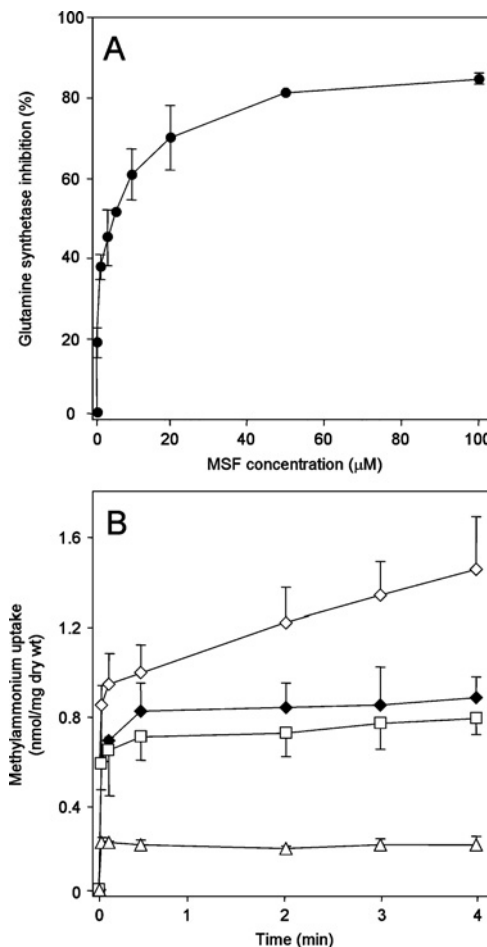 A
Glutamine synthetase inhibition (%)
100
80
60
40
20
0
0 20 40 60 80 100
MSF concentration (μM)
B
Methylammonium uptake
(nmol/mg dry wt)
1.6
1.2
0.8
0.4
0
0 1 2 3 4
Time (min)